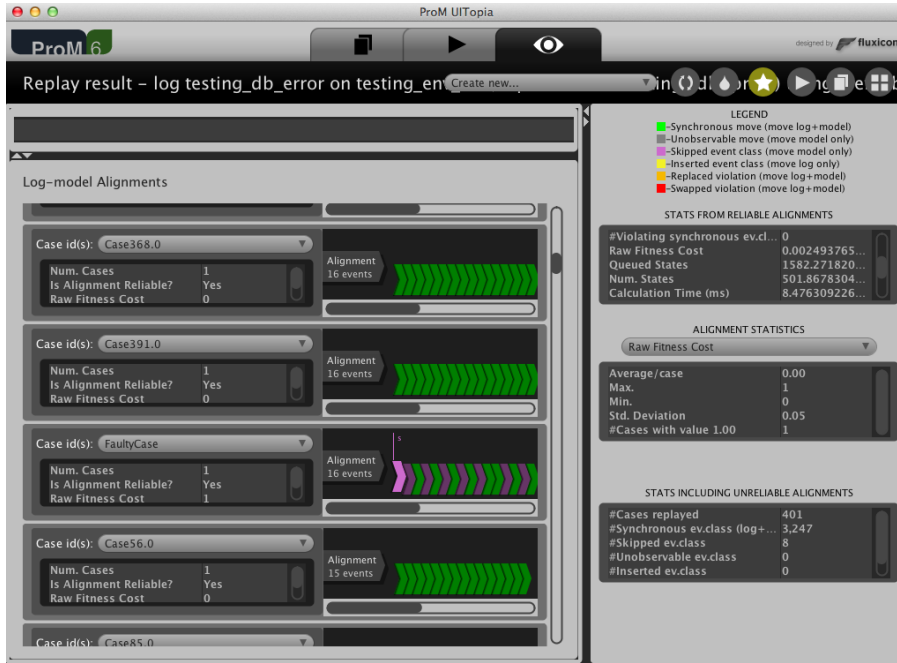 ProM UITopia
ProM 6
designed by fluxicon
Replay result - log testing_db_error on testing_en
Create new...
LEGEND
-Synchronous move (move log+model)
-Unobservable move (move model only)
-Skipped event class (move model only)
-Inserted event class (move log only)
-Replaced violation (move log+model)
-Swapped violation (move log+model)
Log-model Alignments
Case id(s): Case368.0
Num. Cases 1
Is Alignment Reliable? Yes
Raw Fitness Cost 0
Alignment
16 events
Case id(s): Case391.0
Num. Cases 1
Is Alignment Reliable? Yes
Raw Fitness Cost 0
Alignment
16 events
Case id(s): FaultyCase
Num. Cases 1
Is Alignment Reliable? Yes
Raw Fitness Cost 1
Alignment
16 events
s
Case id(s): Case56.0
Num. Cases 1
Is Alignment Reliable? Yes
Raw Fitness Cost 0
Alignment
15 events
Case id(s): Case85.0
STATS FROM RELIABLE ALIGNMENTS
#Violating synchronous ev.cl... 0
Raw Fitness Cost 0.002493765...
Queued States 1582.271820...
Num. States 501.8678304...
Calculation Time (ms) 8.476309226...
ALIGNMENT STATISTICS
Raw Fitness Cost
Average/case 0.00
Max. 1
Min. 0
Std. Deviation 0.05
#Cases with value 1.00 1
STATS INCLUDING UNRELIABLE ALIGNMENTS
#Cases replayed 401
#Synchronous ev.class (log+... 3,247
#Skipped ev.class 8
#Unobservable ev.class 0
#Inserted ev.class 0